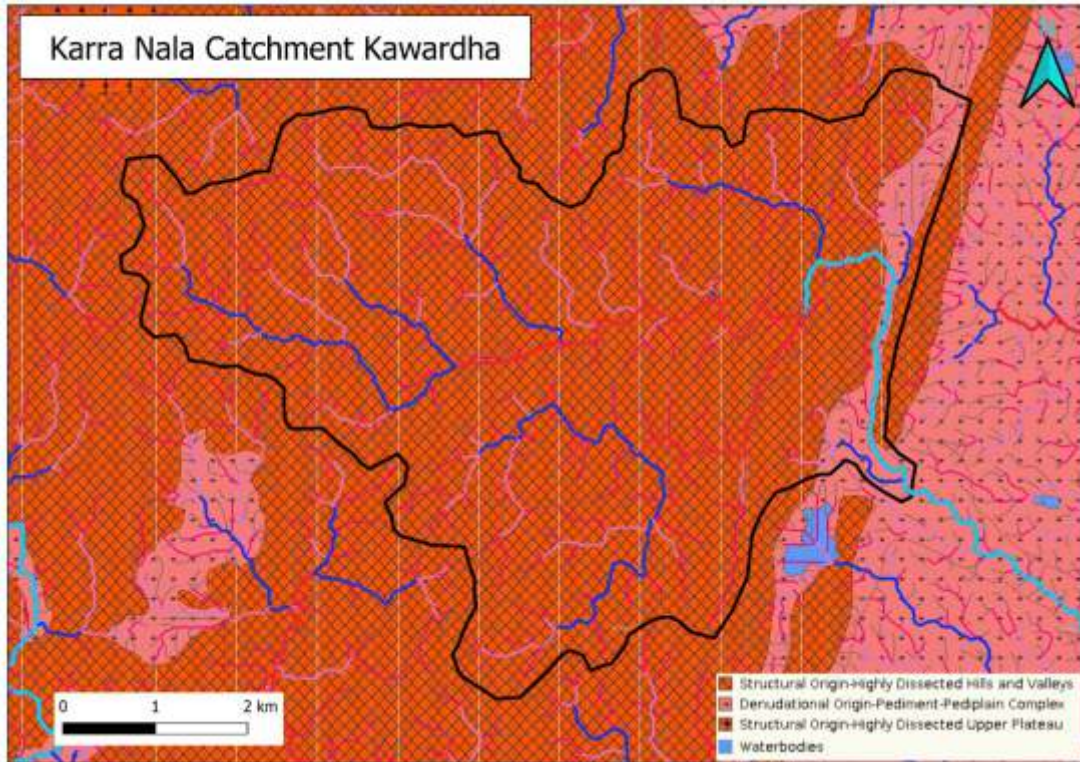 Karra Nala Catchment Kawardha
0 1 2 km
Structural Origin-Highly Dissected Hills and Valleys
Denudational Origin-Pediment-Pediplain Complex
Structural Origin-Highly Dissected Upper Plateau
Waterbodies